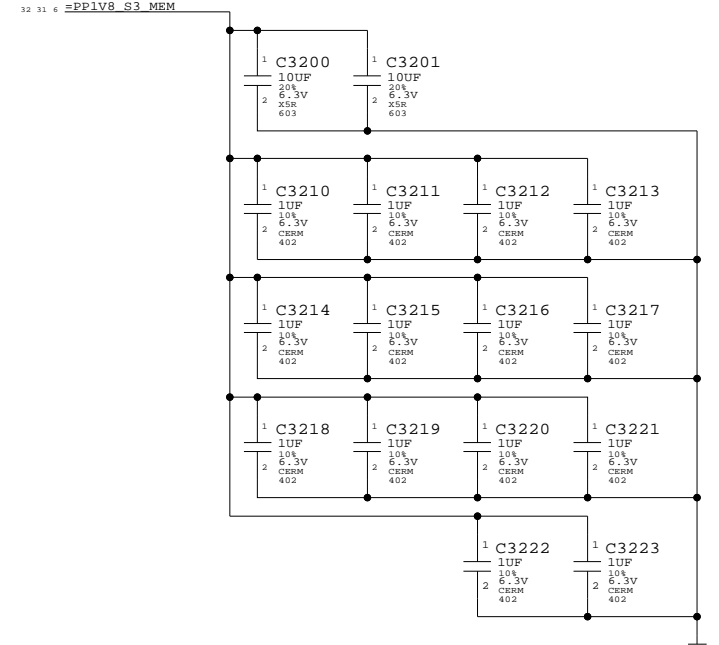 32 31 6 =PP1V8_S3_MEM
1 C3200 1 C3201
10UF 10UF
20% 20%
6.3V 6.3V
2 X5R 2 X5R
603 603
1 C3210 1 C3211 1 C3212 1 C3213
1UF 1UF 1UF 1UF
10% 10% 10% 10%
6.3V 6.3V 6.3V 6.3V
2 CERM 2 CERM 2 CERM 2 CERM
402 402 402 402
1 C3214 1 C3215 1 C3216 1 C3217
1UF 1UF 1UF 1UF
10% 10% 10% 10%
6.3V 6.3V 6.3V 6.3V
2 CERM 2 CERM 2 CERM 2 CERM
402 402 402 402
1 C3218 1 C3219 1 C3220 1 C3221
1UF 1UF 1UF 1UF
10% 10% 10% 10%
6.3V 6.3V 6.3V 6.3V
2 CERM 2 CERM 2 CERM 2 CERM
402 402 402 402
1 C3222 1 C3223
1UF 1UF
10% 10%
6.3V 6.3V
2 CERM 2 CERM
402 402